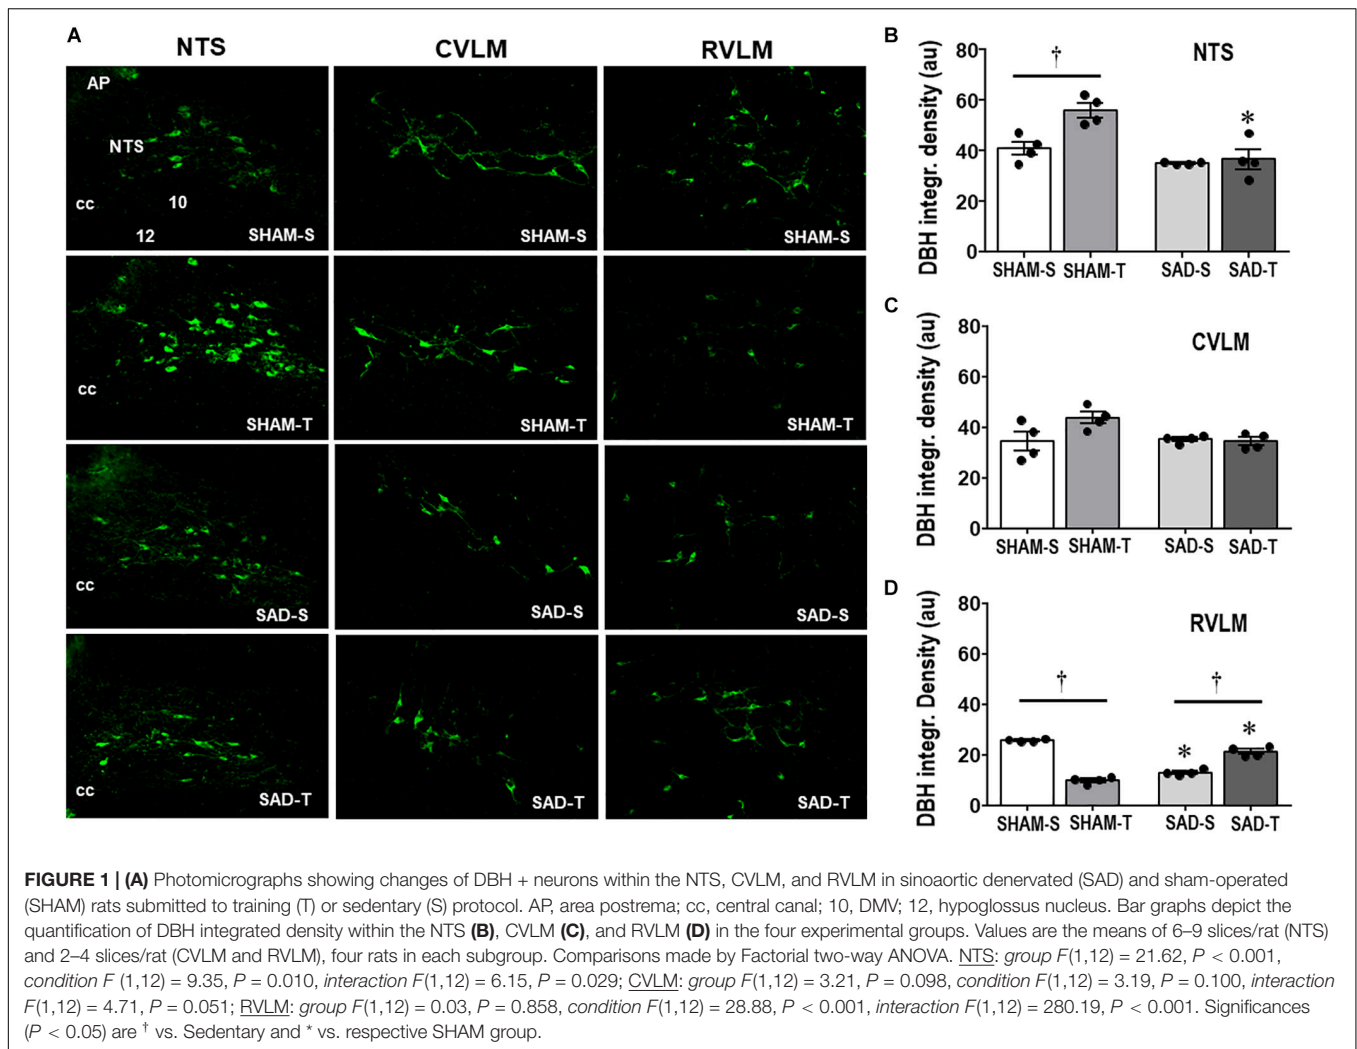 A
NTS CVLM RVLM
AP
NTS
cc
10
12
SHAM-S
SHAM-S
SHAM-S
cc
SHAM-T
SHAM-T
SHAM-T
cc
SAD-S
SAD-S
SAD-S
cc
SAD-T
SAD-T
SAD-T
B
NTS
DBH integr. density (au)
80
60
40
20
0
†
*
SHAM-S SHAM-T SAD-S SAD-T
C
CVLM
DBH integr. density (au)
80
60
40
20
0
SHAM-S SHAM-T SAD-S SAD-T
D
RVLM
DBH integr. Density (au)
80
60
40
20
0
† †
* *
SHAM-S SHAM-T SAD-S SAD-T
FIGURE 1 | (A) Photomicrographs showing changes of DBH + neurons within the NTS, CVLM, and RVLM in sinoaortic denervated (SAD) and sham-operated
(SHAM) rats submitted to training (T) or sedentary (S) protocol. AP, area postrema; cc, central canal; 10, DMV; 12, hypoglossus nucleus. Bar graphs depict the
quantification of DBH integrated density within the NTS (B), CVLM (C), and RVLM (D) in the four experimental groups. Values are the means of 6–9 slices/rat (NTS)
and 2–4 slices/rat (CVLM and RVLM), four rats in each subgroup. Comparisons made by Factorial two-way ANOVA. NTS: group F(1,12) = 21.62, P < 0.001,
condition F (1,12) = 9.35, P = 0.010, interaction F(1,12) = 6.15, P = 0.029; CVLM: group F(1,12) = 3.21, P = 0.098, condition F(1,12) = 3.19, P = 0.100, interaction
F(1,12) = 4.71, P = 0.051; RVLM: group F(1,12) = 0.03, P = 0.858, condition F(1,12) = 28.88, P < 0.001, interaction F(1,12) = 280.19, P < 0.001. Significances
(P < 0.05) are † vs. Sedentary and * vs. respective SHAM group.